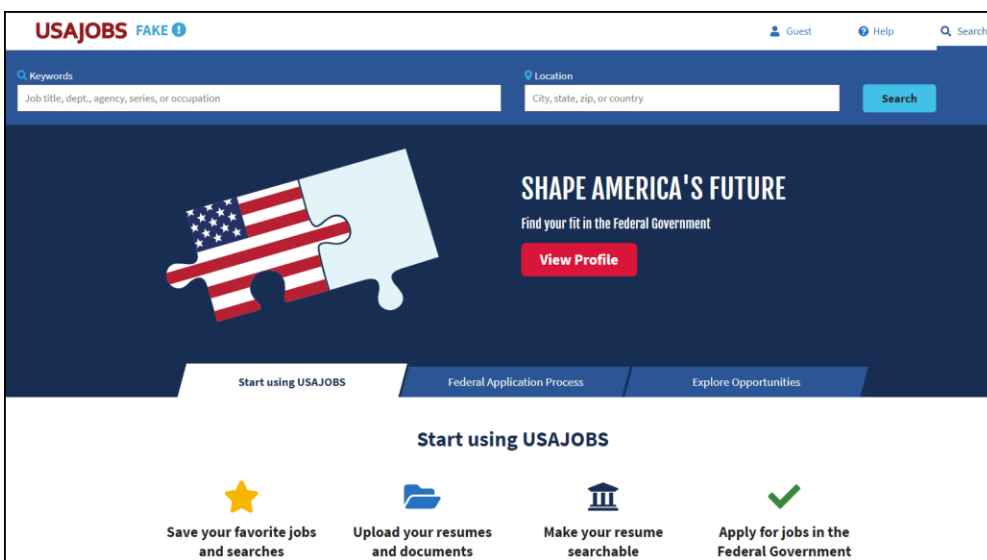 USAJOBS FAKE !
Guest
? Help
Search
Keywords
Location
Job title, dept., agency, series, or occupation
City, state, zip, or country
Search
SHAPE AMERICA'S FUTURE
Find your fit in the Federal Government
View Profile
Start using USAJOBS
Federal Application Process
Explore Opportunities
Start using USAJOBS
Save your favorite jobs
and searches
Upload your resumes
and documents
Make your resume
searchable
Apply for jobs in the
Federal Government